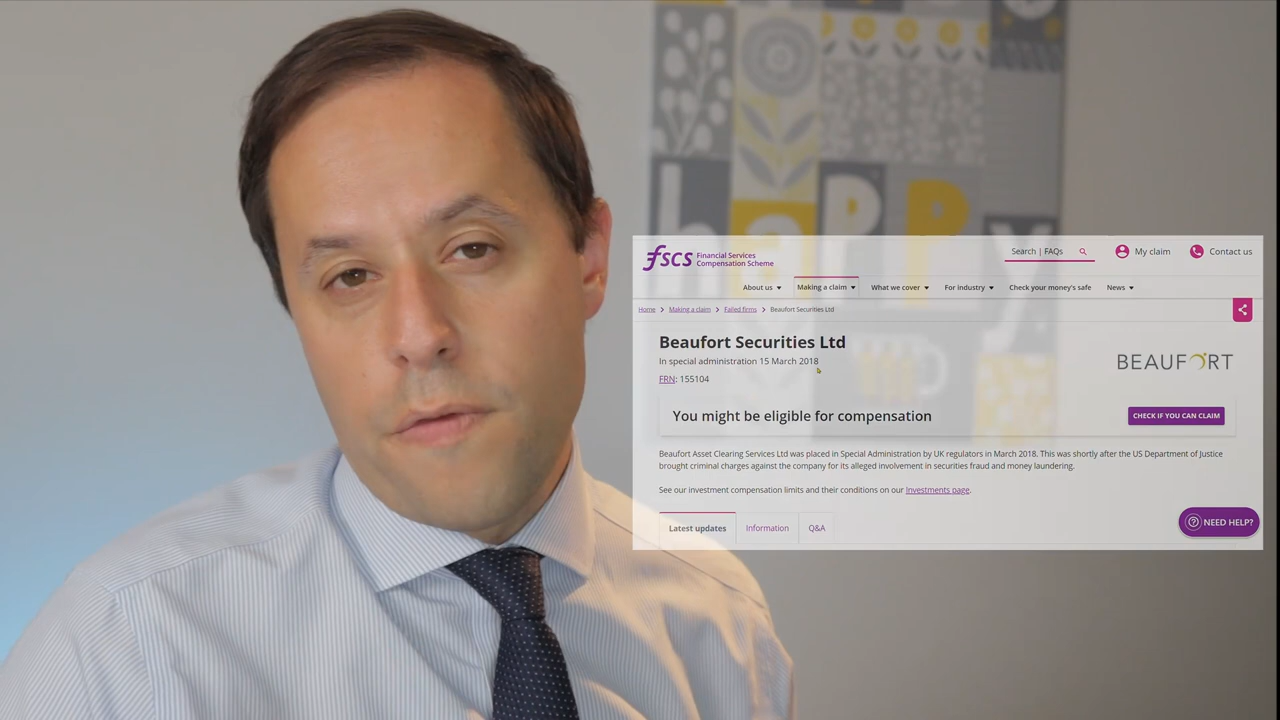 happy
fscs Financial Services
Compensation Scheme
Search | FAQs
My claim
Contact us
About us
Making a claim
What we cover
For industry
Check your money's safe
News
Home > Making a claim > Failed firms > Beaufort Securities Ltd
Beaufort Securities Ltd
In special administration 15 March 2018
FRN: 155104
BEAUFORT
You might be eligible for compensation
CHECK IF YOU CAN CLAIM
Beaufort Asset Clearing Services Ltd was placed in Special Administration by UK regulators in March 2018. This was shortly after the US Department of Justice
brought criminal charges against the company for its alleged involvement in securities fraud and money laundering.
See our investment compensation limits and their conditions on our Investments page.
NEED HELP?
Latest updates
Information
Q&A